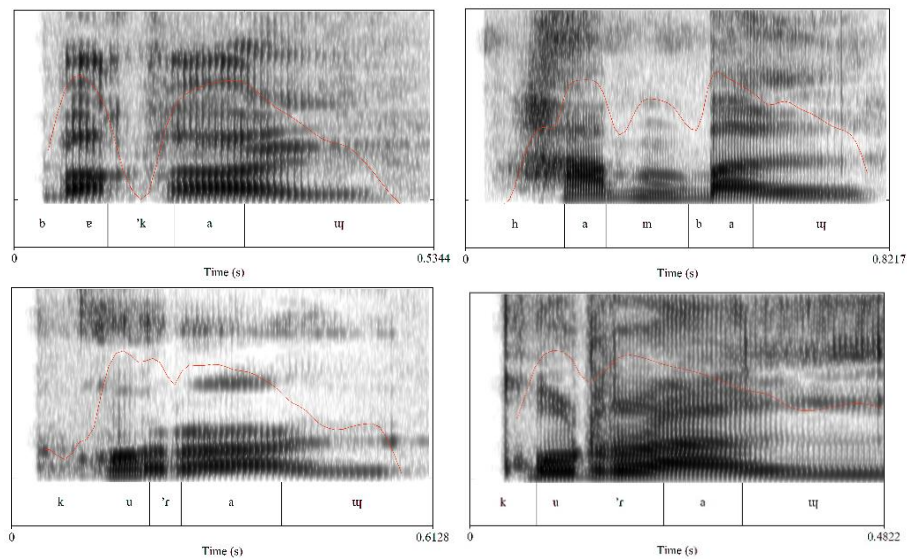 b ɐ 'k a ɰ
0 0.5344
Time (s)
h a m b a ɰ
0 0.8217
Time (s)
k u 'ɾ a ɰ
0 0.6128
Time (s)
k u 'ɾ a ɰ
0 0.4822
Time (s)